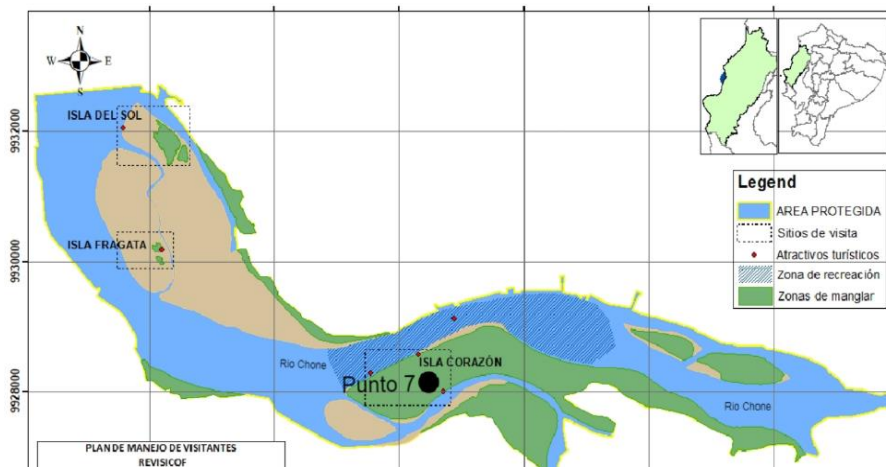 N
W E
S
ISLA DEL SOL
9932000
Legend
AREA PROTEGIDA
Sitios de visita
Atractivos turísticos
Zona de recreación
Zonas de manglar
ISLA FRAGATA
9930000
Rio Chone
ISLA CORAZÓN
Punto 7
9928000
Rio Chone
PLAN DE MANEJO DE VISITANTES
REVISICOF